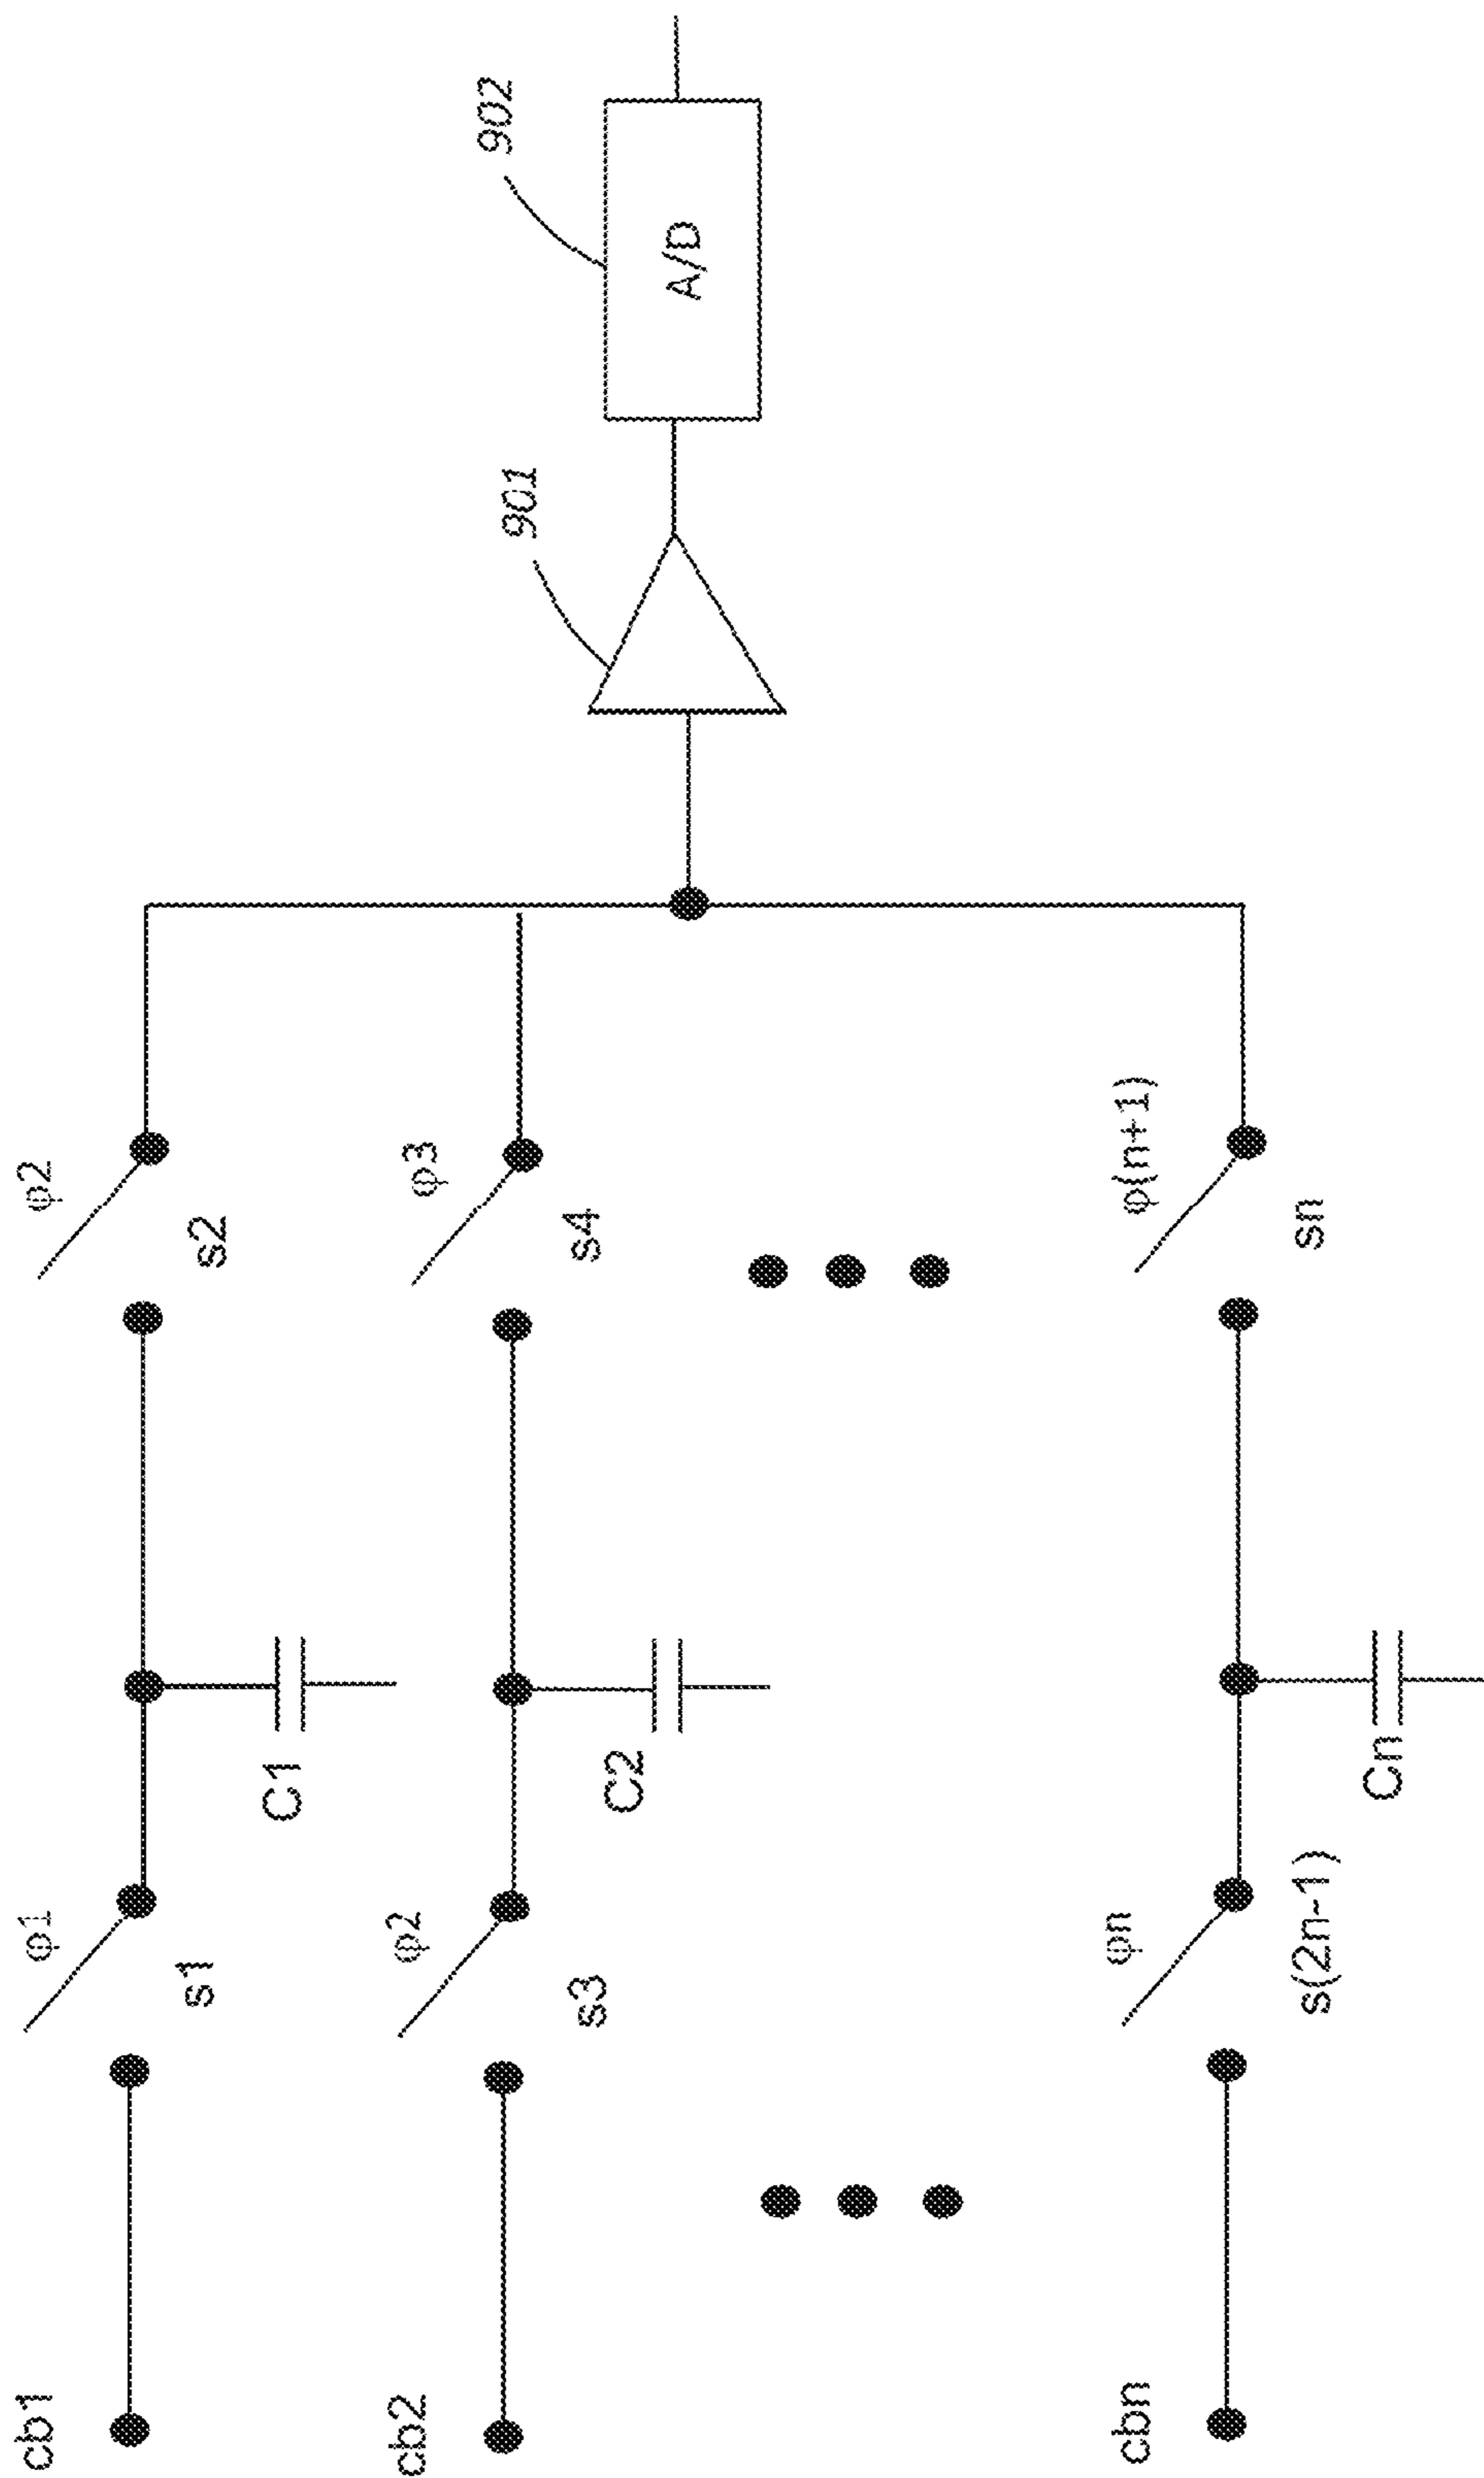 cb1
φ1
s1
C1
φ2
s2
cb2
φ2
s3
C2
φ3
s4
cbn
φn
s(2n-1)
Cn
φ(n+1)
sn
901
902
A/D